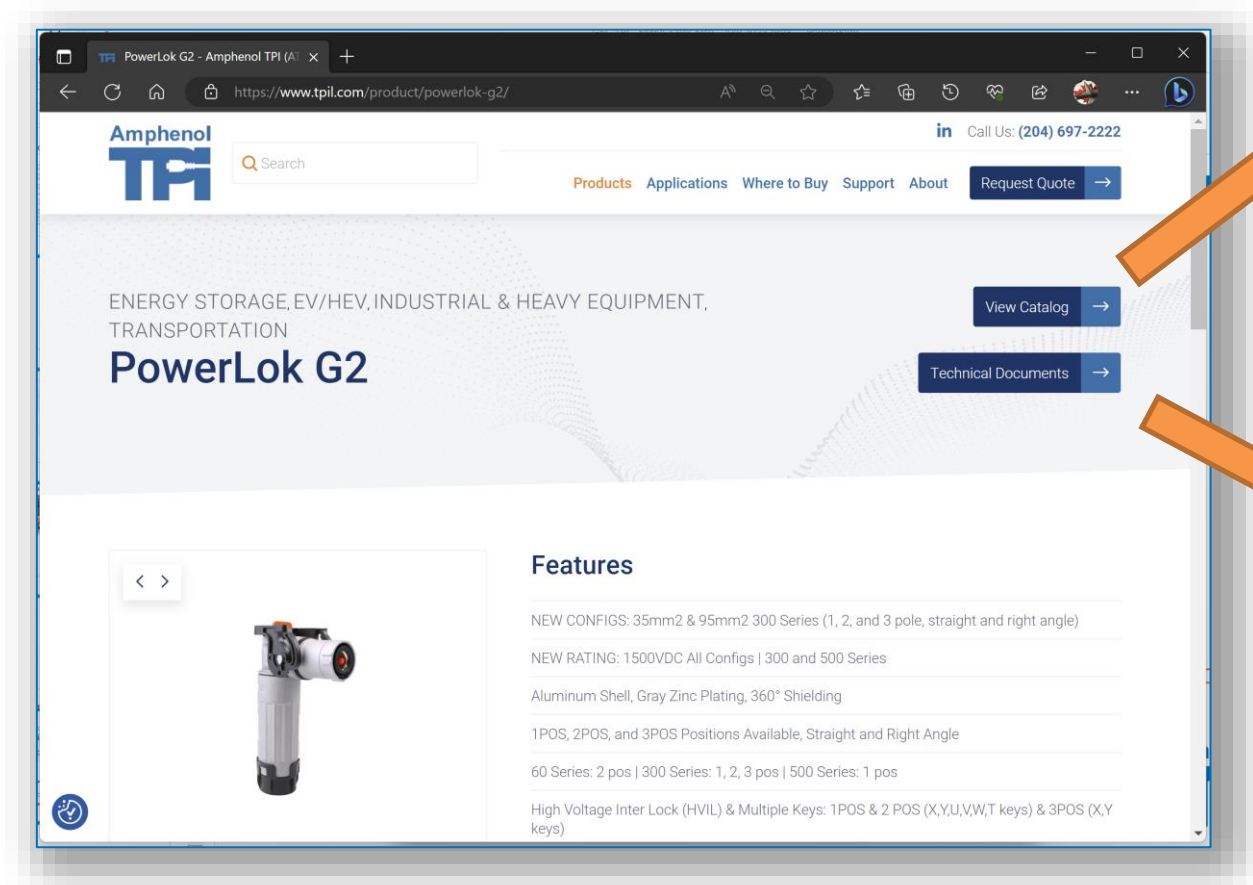 PowerLok G2 - Amphenol TPI (AT
https://www.tpil.com/product/powerlok-g2/
Amphenol
TPI
Search
in Call Us: (204) 697-2222
Products Applications Where to Buy Support About Request Quote →
ENERGY STORAGE, EV/HEV, INDUSTRIAL & HEAVY EQUIPMENT,
TRANSPORTATION
PowerLok G2
View Catalog →
Technical Documents →
Features
NEW CONFIGS: 35mm2 & 95mm2 300 Series (1, 2, and 3 pole, straight and right angle)
NEW RATING: 1500VDC All Configs | 300 and 500 Series
Aluminum Shell, Gray Zinc Plating, 360° Shielding
1POS, 2POS, and 3POS Positions Available, Straight and Right Angle
60 Series: 2 pos | 300 Series: 1, 2, 3 pos | 500 Series: 1 pos
High Voltage Inter Lock (HVIL) & Multiple Keys: 1POS & 2 POS (X,Y,U,V,W,T keys) & 3POS (X,Y
keys)